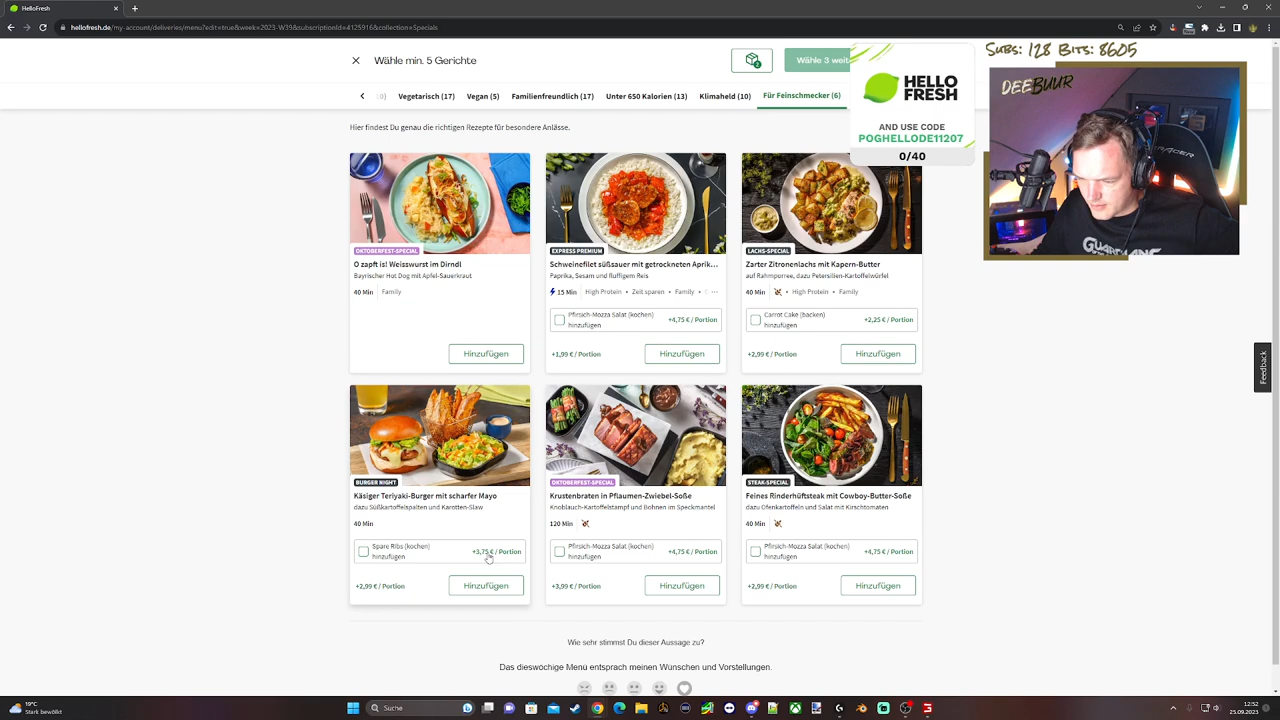 HelloFresh
hellofresh.de/my-account/deliveries/menu?edit=true&week=2023-W39&subscriptionId=4125916&collection=Specials
Wähle min. 5 Gerichte
2
Wähle 3 weit
Vegetarisch (17)
Vegan (5)
Familienfreundlich (17)
Unter 650 Kalorien (13)
Klimaheld (10)
Für Feinschmecker (6)
HELLO
FRESH
AND USE CODE
POGHELLODE11207
0/40
SUBS: 128 BITS: 8605
DEEBUUR
Hier findest Du genau die richtigen Rezepte für besondere Anlässe.
OKTOBERFEST-SPECIAL
O zapft is! Weisswurst im Dirndl
Bayrischer Hot Dog mit Apfel-Sauerkraut
40 Min
Family
Hinzufügen
EXPRESS PREMIUM
Schweinefilet süßsauer mit getrockneten Aprik...
Paprika, Sesam und fluffigem Reis
15 Min
High Protein • Zeit sparen • Family •
Pfirsich-Mozza Salat (kochen)
hinzufügen
+4,75 € / Portion
+1,99 € / Portion
Hinzufügen
LACHS-SPECIAL
Zarter Zitronenlachs mit Kapern-Butter
auf Rahmporree, dazu Petersilien-Kartoffelwürfel
40 Min
• High Protein • Family
Carrot Cake (backen)
hinzufügen
+2,25 € / Portion
+2,99 € / Portion
Hinzufügen
BURGER NIGHT
Käsiger Teriyaki-Burger mit scharfer Mayo
dazu Süßkartoffelspalten und Karotten-Slaw
40 Min
Spare Ribs (kochen)
hinzufügen
+3,75 € / Portion
+2,99 € / Portion
Hinzufügen
OKTOBERFEST-SPECIAL
Krustenbraten in Pflaumen-Zwiebel-Soße
Knoblauch-Kartoffelstampf und Bohnen im Speckmantel
120 Min
Pfirsich-Mozza Salat (kochen)
hinzufügen
+4,75 € / Portion
+3,99 € / Portion
Hinzufügen
STEAK-SPECIAL
Feines Rinderhüftsteak mit Cowboy-Butter-Soße
dazu Ofenkartoffeln und Salat mit Kirschtomaten
40 Min
Pfirsich-Mozza Salat (kochen)
hinzufügen
+4,75 € / Portion
+2,99 € / Portion
Hinzufügen
Feedback
Wie sehr stimmst Du dieser Aussage zu?
Das dieswöchige Menü entsprach meinen Wünschen und Vorstellungen.
19°C
Stark bewölkt
Suche
12:52
25.09.2023